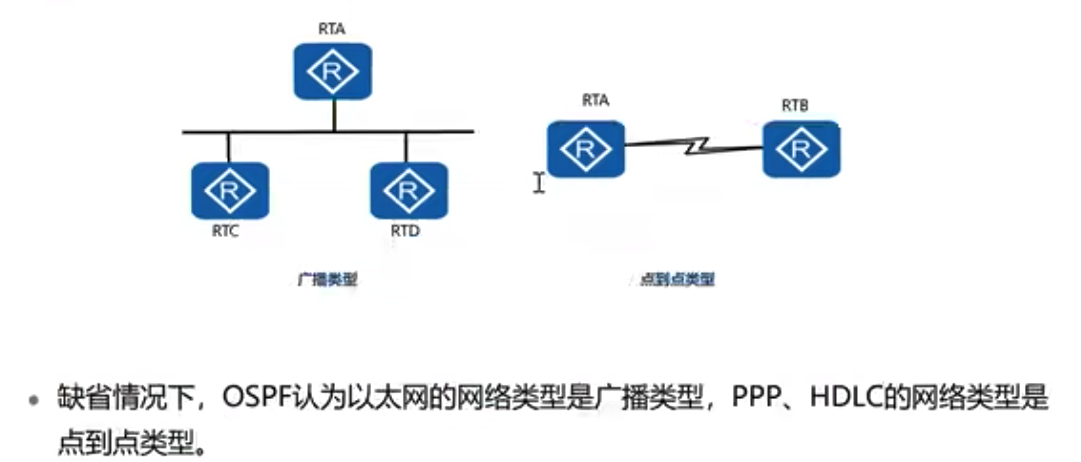 RTA
R
RTA
RTB
R
R
R
R
RTC
RTD
广播类型
点到点类型
缺省情况下，OSPF认为以太网的网络类型是广播类型，PPP、HDLC的网络类型是
点到点类型。